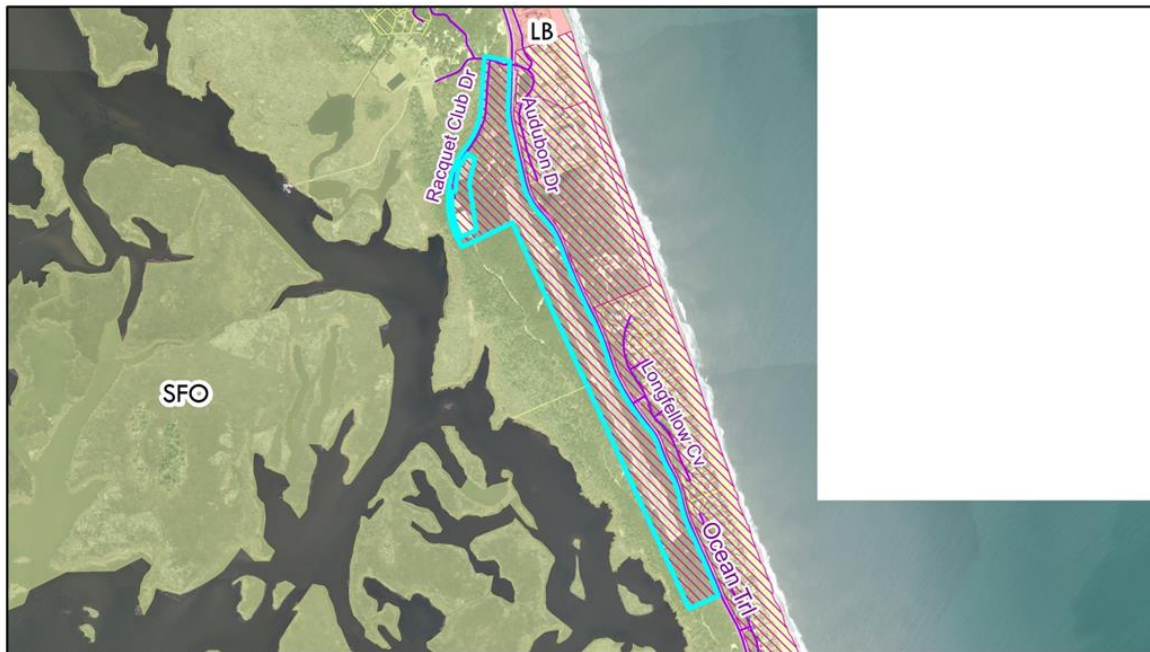 LB
Racquet Club Dr
Audubon Dr
Longfellow Cv
SFO
Ocean Trl